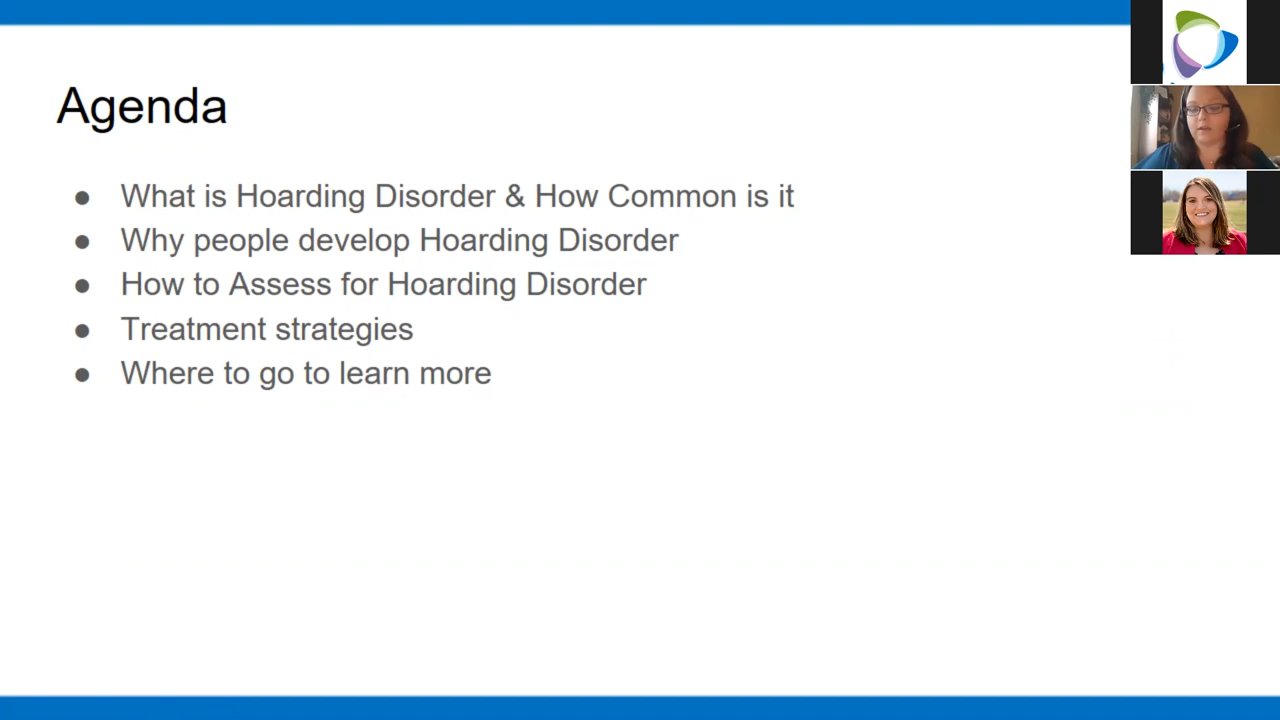 Agenda
● What is Hoarding Disorder & How Common is it
● Why people develop Hoarding Disorder
● How to Assess for Hoarding Disorder
● Treatment strategies
● Where to go to learn more